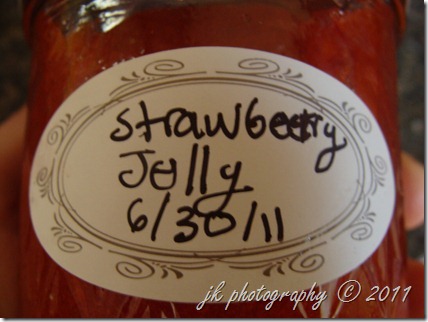 strawberry
Jelly
6/30/11
jk photography © 2011